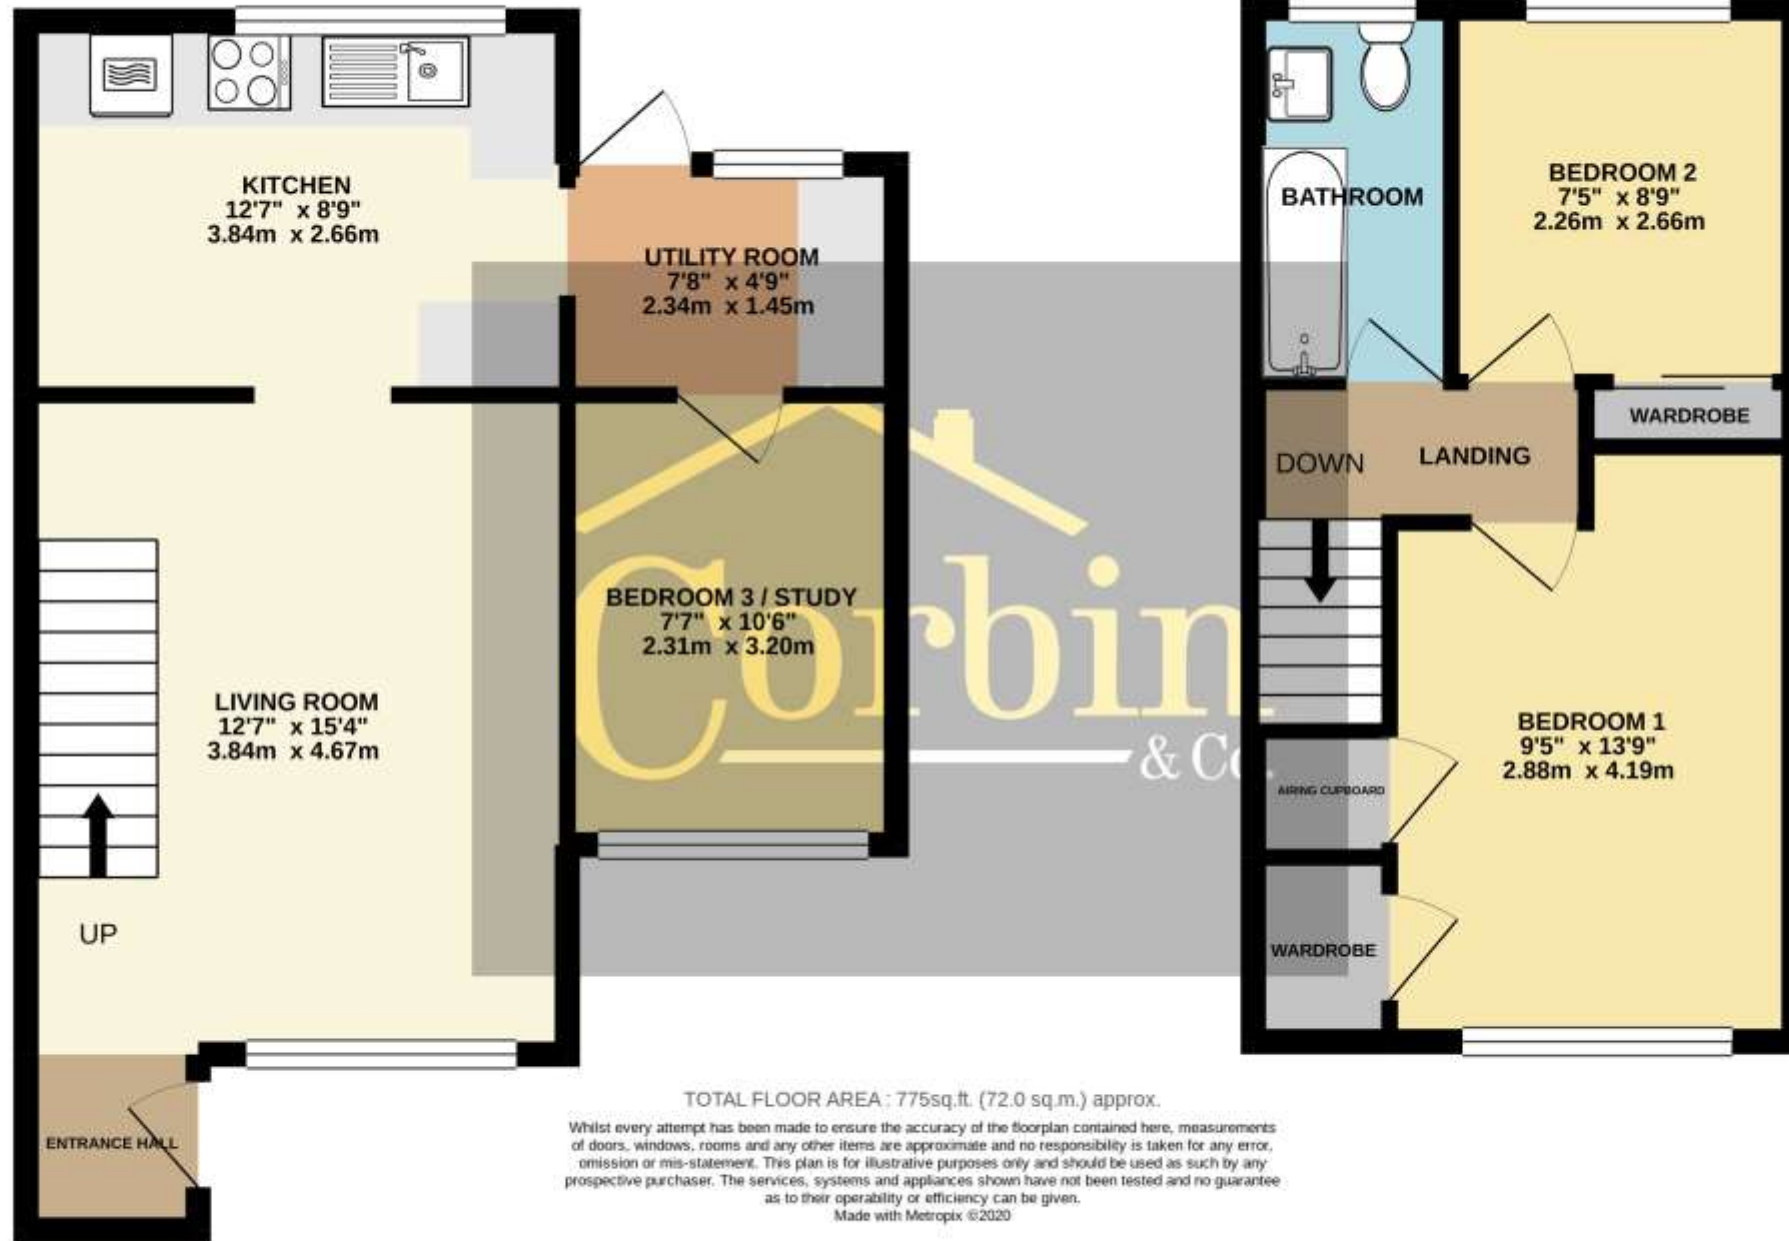 KITCHEN
12'7" x 8'9"
3.84m x 2.66m
UTILITY ROOM
7'8" x 4'9"
2.34m x 1.45m
BEDROOM 3 / STUDY
7'7" x 10'6"
2.31m x 3.20m
LIVING ROOM
12'7" x 15'4"
3.84m x 4.67m
UP
ENTRANCE HALL
Corbin
& Co.
BATHROOM
BEDROOM 2
7'5" x 8'9"
2.26m x 2.66m
WARDROBE
DOWN
LANDING
BEDROOM 1
9'5" x 13'9"
2.88m x 4.19m
AIRING CUPBOARD
WARDROBE
TOTAL FLOOR AREA : 775sq.ft. (72.0 sq.m.) approx.
Whilst every attempt has been made to ensure the accuracy of the floorplan contained here, measurements
of doors, windows, rooms and any other items are approximate and no responsibility is taken for any error,
omission or mis-statement. This plan is for illustrative purposes only and should be used as such by any
prospective purchaser. The services, systems and appliances shown have not been tested and no guarantee
as to their operability or efficiency can be given.
Made with Metropix ©2020